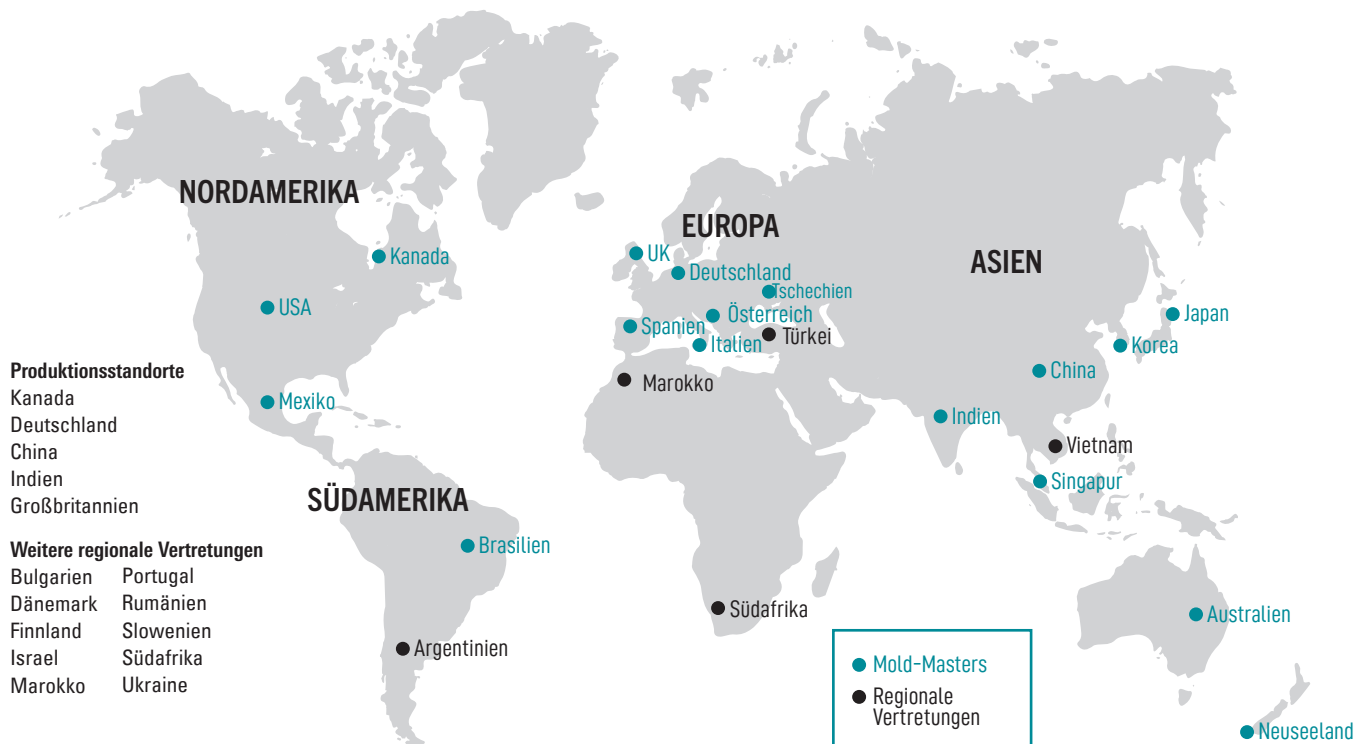 NORDAMERIKA
EUROPA
ASIEN
Kanada
UK
Deutschland
Tschechien
USA
Österreich
Spanien
Türkei
Italien
Japan
Korea
China
Marokko
Mexiko
Indien
Vietnam
Singapur
Produktionsstandorte
Kanada
Deutschland
China
Indien
Großbritannien
SÜDAMERIKA
Brasilien
Südafrika
Australien
Argentinien
Neuseeland
Weitere regionale Vertretungen
Bulgarien Portugal
Dänemark Rumänien
Finnland Slowenien
Israel Südafrika
Marokko Ukraine
Mold-Masters
Regionale
Vertretungen